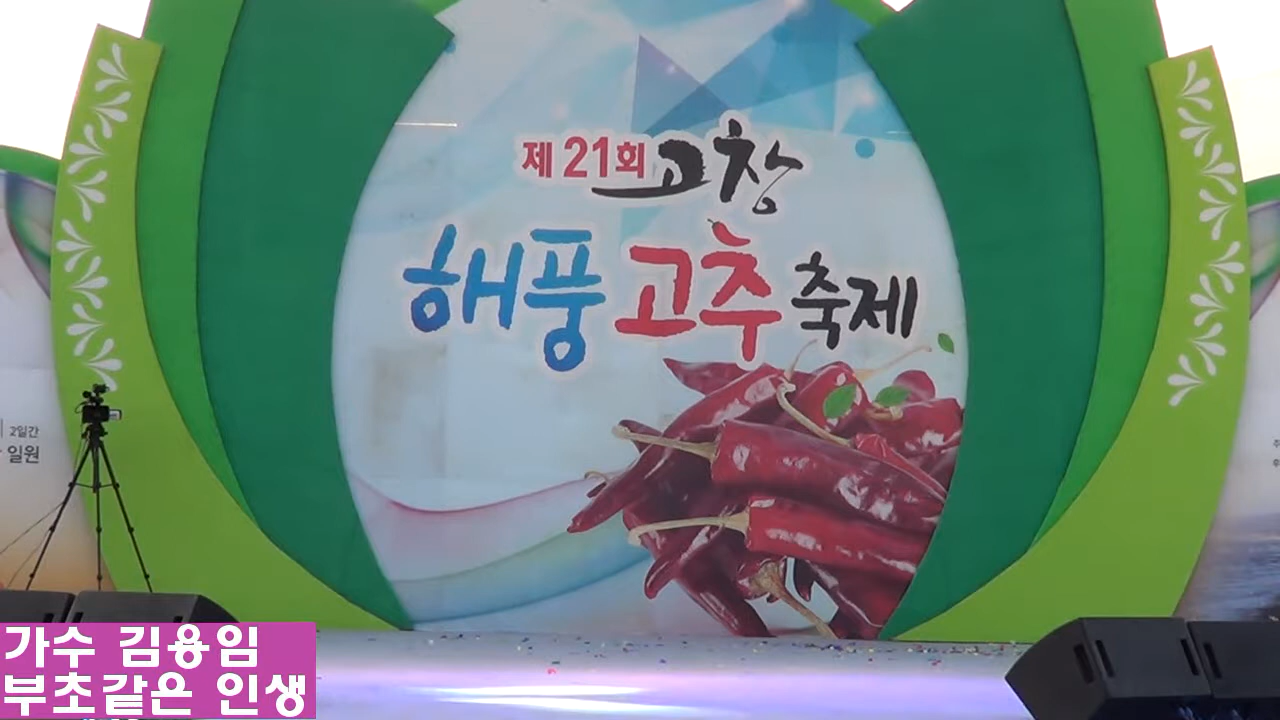 제 21회 고창
해풍 고추 축제
2일간
일원
가수 김용임
부초같은 인생